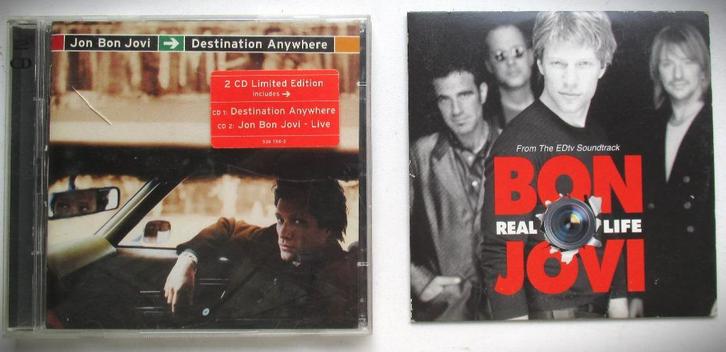 Jon Bon Jovi → Destination Anywhere
2 CD Limited Edition
includes →
CD 1: Destination Anywhere
CD 2: Jon Bon Jovi - Live
From The EDtv Soundtrack
BON
REAL LIFE
JOVI